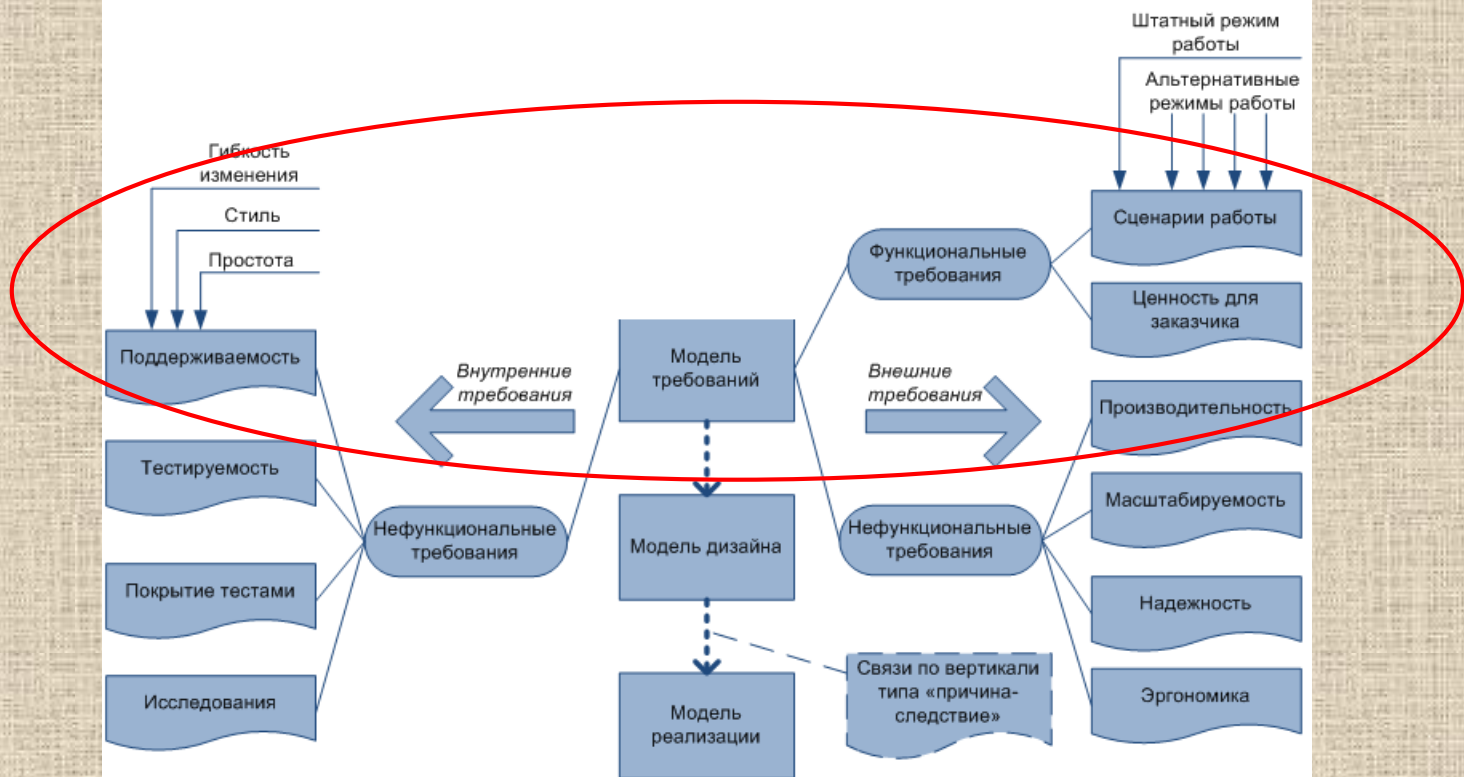 Штатный режим
работы
Альтернативные
режимы работы
Гибкость
изменения
Стиль
Простота
Поддерживаемость
Тестируемость
Покрытие тестами
Исследования
Внутренние
требования
Нефункциональные
требования
Модель
требований
Модель дизайна
Модель
реализации
Внешние
требования
Функциональные
требования
Нефункциональные
требования
Связи по вертикали
типа «причина-
следствие»
Сценарии работы
Ценность для
заказчика
Производительность
Масштабируемость
Надежность
Эргономика